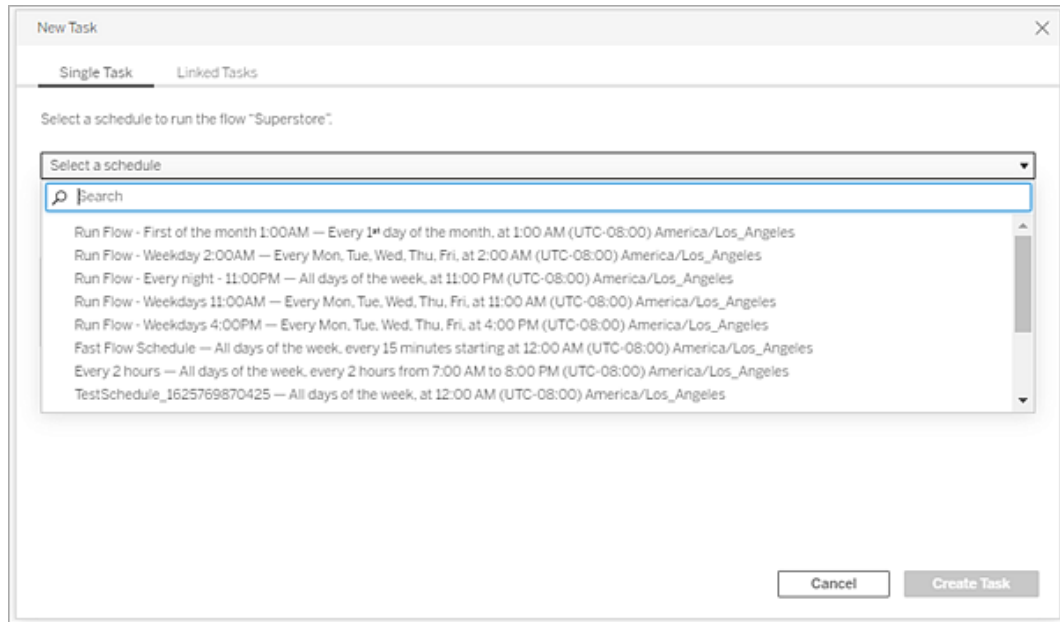 New Task
Single Task Linked Tasks
Select a schedule to run the flow "Superstore".
Select a schedule
Search
Run Flow - First of the month 1:00AM — Every 1st day of the month, at 1:00 AM (UTC-08:00) America/Los_Angeles
Run Flow - Weekday 2:00AM — Every Mon, Tue, Wed, Thu, Fri, at 2:00 AM (UTC-08:00) America/Los_Angeles
Run Flow - Every night - 11:00PM — All days of the week, at 11:00 PM (UTC-08:00) America/Los_Angeles
Run Flow - Weekdays 11:00AM — Every Mon, Tue, Wed, Thu, Fri, at 11:00 AM (UTC-08:00) America/Los_Angeles
Run Flow - Weekdays 4:00PM — Every Mon, Tue, Wed, Thu, Fri, at 4:00 PM (UTC-08:00) America/Los_Angeles
Fast Flow Schedule — All days of the week, every 15 minutes starting at 12:00 AM (UTC-08:00) America/Los_Angeles
Every 2 hours — All days of the week, every 2 hours from 7:00 AM to 8:00 PM (UTC-08:00) America/Los_Angeles
TestSchedule_1625769870425 — All days of the week, at 12:00 AM (UTC-08:00) America/Los_Angeles
Cancel Create Task